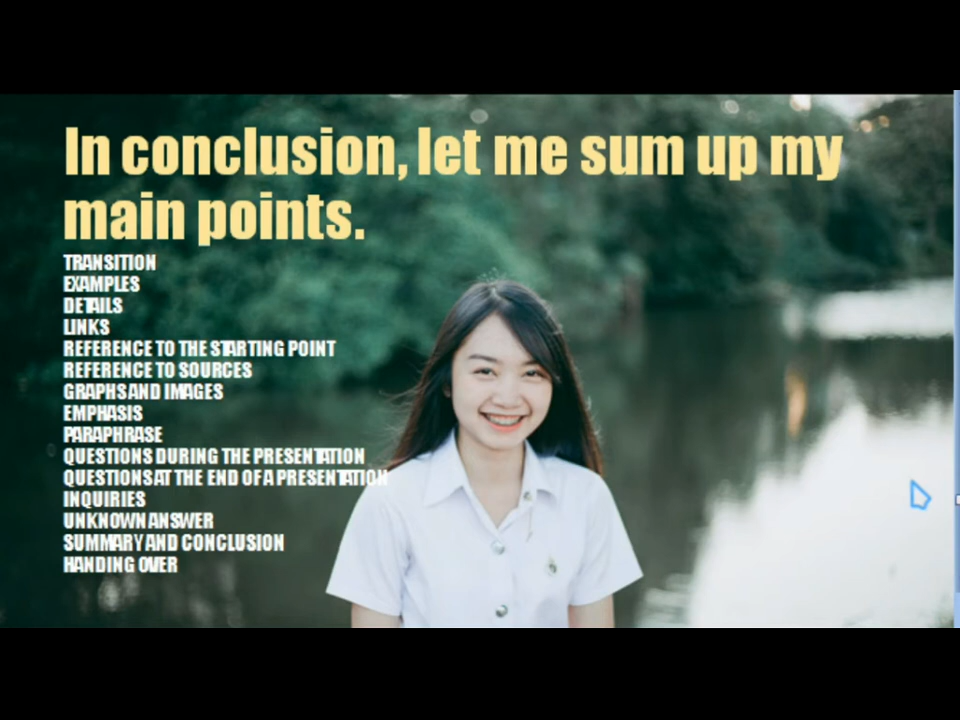 In conclusion, let me sum up my
main points.
TRANSITION
EXAMPLES
DETAILS
LINKS
REFERENCE TO THE STARTING POINT
REFERENCE TO SOURCES
GRAPHS AND IMAGES
EMPHASIS
PARAPHRASE
QUESTIONS DURING THE PRESENTATION
QUESTIONS AT THE END OF A PRESENTATION
INQUIRIES
UNKNOWN ANSWER
SUMMARY AND CONCLUSION
HANDING OVER